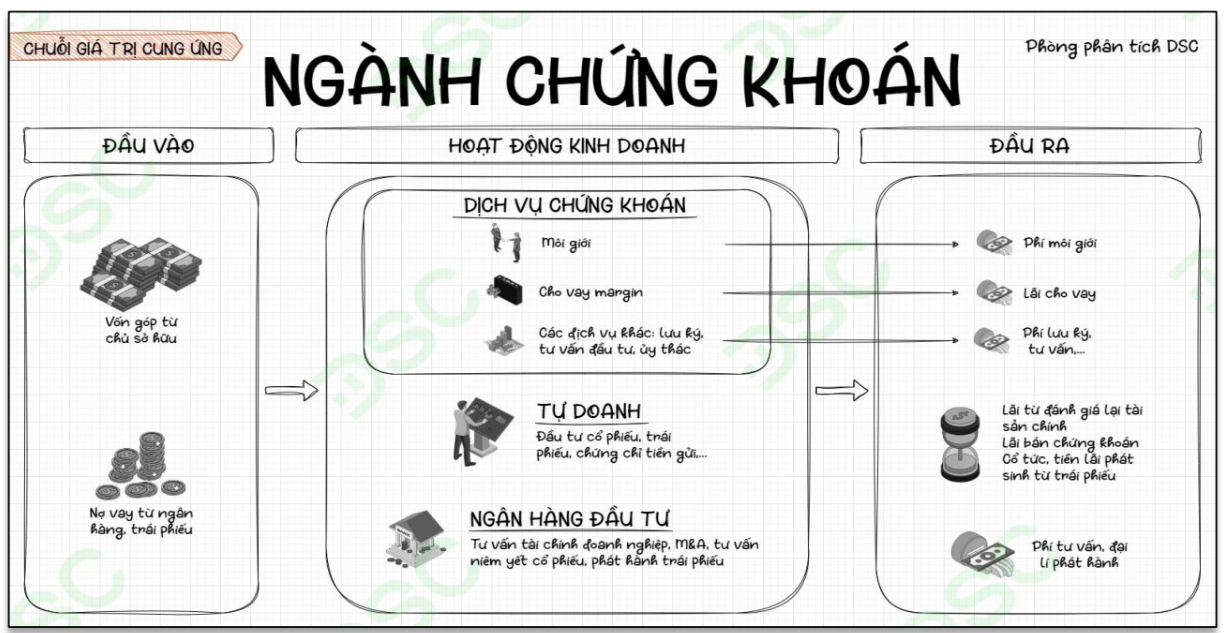 CHUỖI GIÁ TRỊ CUNG ỨNG
NGÀNH CHỨNG KHOÁN
Phòng phân tích DSC
ĐẦU VÀO
HOẠT ĐỘNG KINH DOANH
ĐẦU RA
Vốn góp từ
chủ sở hữu
Nợ vay từ ngân
hàng, trái phiếu
DỊCH VỤ CHỨNG KHOÁN
Môi giới
Cho vay margin
Các dịch vụ khác: lưu ký,
tư vấn đầu tư, ủy thác
TỰ DOANH
Đầu tư cổ phiếu, trái
phiếu, chứng chỉ tiền gửi,...
NGÂN HÀNG ĐẦU TƯ
Tư vấn tài chính doanh nghiệp, M&A, tư vấn
niêm yết cổ phiếu, phát hành trái phiếu
Phí môi giới
Lãi cho vay
Phí lưu ký,
tư vấn,...
Lãi từ đánh giá lại tài
sản chính
Lãi bán chứng khoán
Cổ tức, tiền lãi phát
sinh từ trái phiếu
Phí tư vấn, đại
lí phát hành
DSC
DSC
DSC
DSC
DSC
DSC